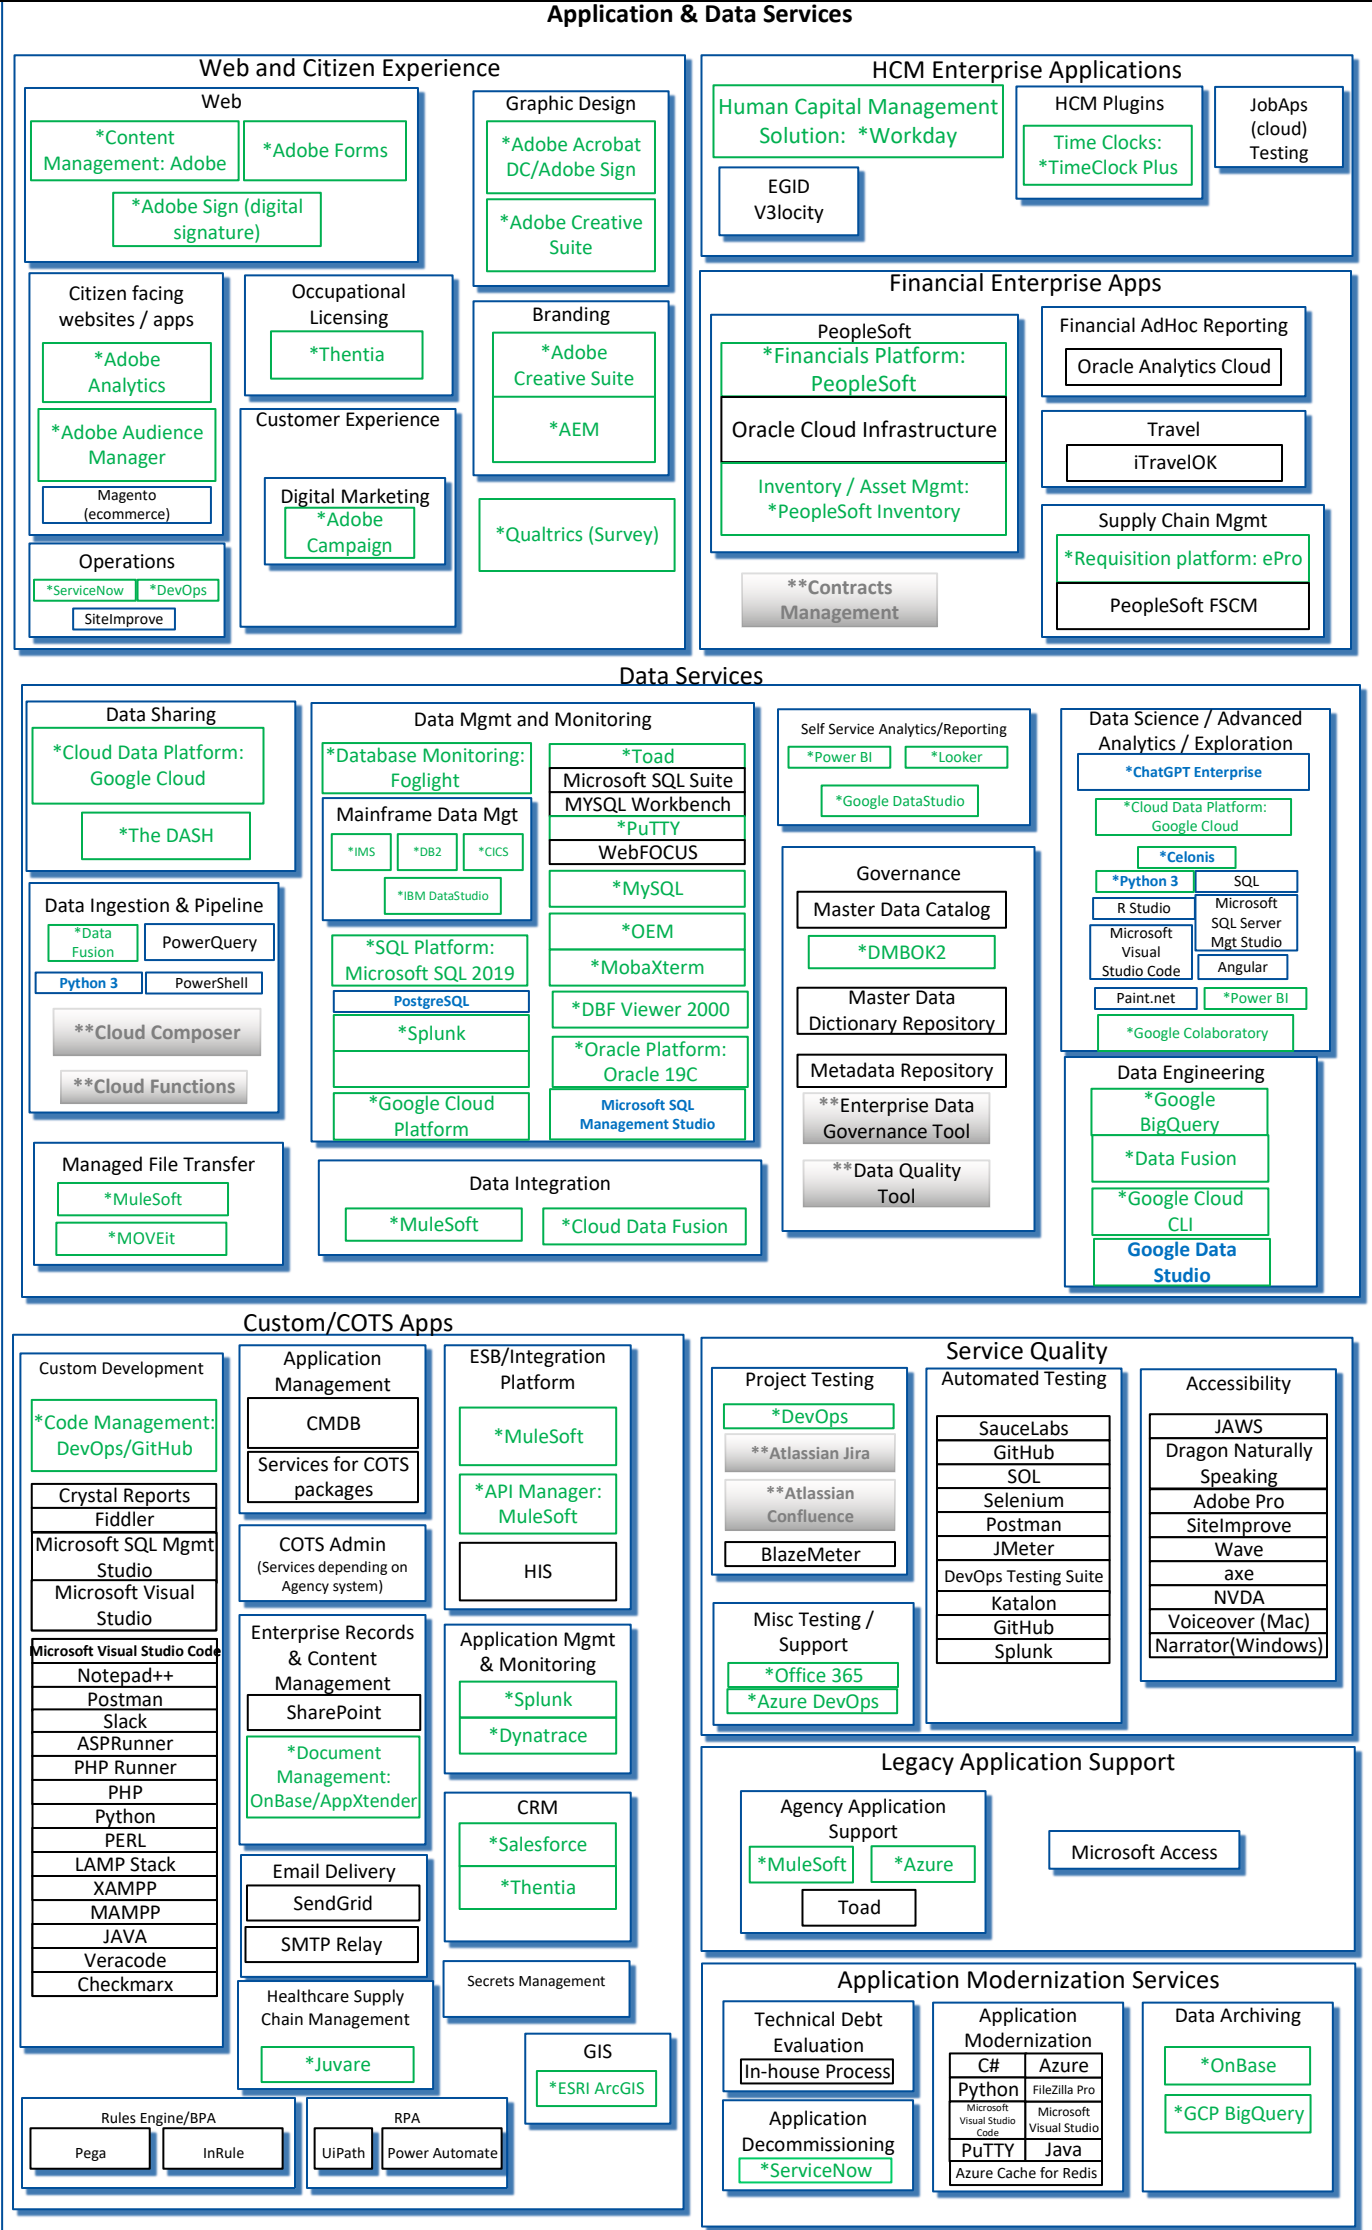 Application & Data Services
Web and Citizen Experience
Web
*Content
Management: Adobe
*Adobe Forms
*Adobe Sign (digital
signature)
Graphic Design
*Adobe Acrobat
DC/Adobe Sign
*Adobe Creative
Suite
Citizen facing
websites / apps
*Adobe
Analytics
*Adobe Audience
Manager
Magento
(ecommerce)
Occupational
Licensing
*Thentia
Branding
*Adobe
Creative Suite
*AEM
Customer Experience
Digital Marketing
*Adobe
Campaign
*Qualtrics (Survey)
Operations
*ServiceNow
*DevOps
SiteImprove
HCM Enterprise Applications
Human Capital Management
Solution: *Workday
HCM Plugins
Time Clocks:
*TimeClock Plus
JobAps
(cloud)
Testing
EGID
V3locity
Financial Enterprise Apps
PeopleSoft
*Financials Platform:
PeopleSoft
Oracle Cloud Infrastructure
Inventory / Asset Mgmt:
*PeopleSoft Inventory
**Contracts
Management
Financial AdHoc Reporting
Oracle Analytics Cloud
Travel
iTravelOK
Supply Chain Mgmt
*Requisition platform: ePro
PeopleSoft FSCM
Data Services
Data Sharing
*Cloud Data Platform:
Google Cloud
*The DASH
Data Ingestion & Pipeline
*Data
Fusion
PowerQuery
Python 3
PowerShell
**Cloud Composer
**Cloud Functions
Managed File Transfer
*MuleSoft
*MOVEit
Data Mgmt and Monitoring
*Database Monitoring:
Foglight
Mainframe Data Mgt
*IMS
*DB2
*CICS
*IBM DataStudio
*SQL Platform:
Microsoft SQL 2019
PostgreSQL
*Splunk
*Google Cloud
Platform
*Toad
Microsoft SQL Suite
MYSQL Workbench
*PuTTY
WebFOCUS
*MySQL
*OEM
*MobaXterm
*DBF Viewer 2000
*Oracle Platform:
Oracle 19C
Microsoft SQL
Management Studio
Data Integration
*MuleSoft
*Cloud Data Fusion
Self Service Analytics/Reporting
*Power BI
*Looker
*Google DataStudio
Governance
Master Data Catalog
*DMBOK2
Master Data
Dictionary Repository
Metadata Repository
**Enterprise Data
Governance Tool
**Data Quality
Tool
Data Science / Advanced
Analytics / Exploration
*ChatGPT Enterprise
*Cloud Data Platform:
Google Cloud
*Celonis
*Python 3
SQL
R Studio
Microsoft
SQL Server
Mgt Studio
Microsoft
Visual
Studio Code
Angular
Paint.net
*Power BI
*Google Colaboratory
Data Engineering
*Google
BigQuery
*Data Fusion
*Google Cloud
CLI
Google Data
Studio
Custom/COTS Apps
Custom Development
*Code Management:
DevOps/GitHub
Crystal Reports
Fiddler
Microsoft SQL Mgmt
Studio
Microsoft Visual
Studio
Microsoft Visual Studio Code
Notepad++
Postman
Slack
ASPRunner
PHP Runner
PHP
Python
PERL
LAMP Stack
XAMPP
MAMPP
JAVA
Veracode
Checkmarx
Application
Management
CMDB
Services for COTS
packages
COTS Admin
(Services depending on
Agency system)
Enterprise Records
& Content
Management
SharePoint
*Document
Management:
OnBase/AppXtender
Email Delivery
SendGrid
SMTP Relay
Healthcare Supply
Chain Management
*Juvare
ESB/Integration
Platform
*MuleSoft
*API Manager:
MuleSoft
HIS
Application Mgmt
& Monitoring
*Splunk
*Dynatrace
CRM
*Salesforce
*Thentia
Secrets Management
GIS
*ESRI ArcGIS
Rules Engine/BPA
Pega
InRule
RPA
UiPath
Power Automate
Service Quality
Project Testing
*DevOps
**Atlassian Jira
**Atlassian
Confluence
BlazeMeter
Misc Testing /
Support
*Office 365
*Azure DevOps
Automated Testing
SauceLabs
GitHub
SOL
Selenium
Postman
JMeter
DevOps Testing Suite
Katalon
GitHub
Splunk
Accessibility
JAWS
Dragon Naturally
Speaking
Adobe Pro
SiteImprove
Wave
axe
NVDA
Voiceover (Mac)
Narrator(Windows)
Legacy Application Support
Agency Application
Support
*MuleSoft
*Azure
Toad
Microsoft Access
Application Modernization Services
Technical Debt
Evaluation
In-house Process
Application
Decommissioning
*ServiceNow
Application
Modernization
C#
Azure
Python
FileZilla Pro
Microsoft
Visual Studio
Code
Microsoft
Visual Studio
PuTTY
Java
Azure Cache for Redis
Data Archiving
*OnBase
*GCP BigQuery